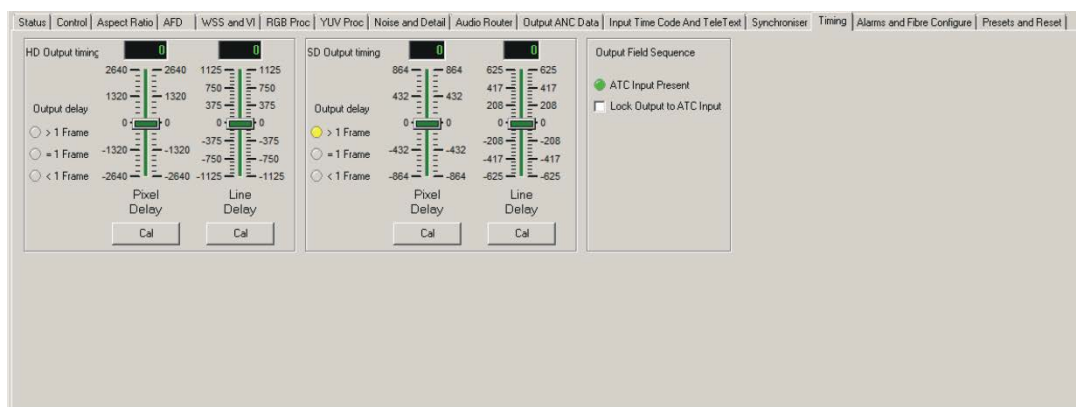 Status Control Aspect Ratio AFD WSS and VI RGB Proc YUV Proc Noise and Detail Audio Router Output ANC Data Input Time Code And TeleText Synchroniser Timing Alarms and Fibre Configure Presets and Reset
HD Output timing
0 0
2640 2640 1125 1125
750 750
1320 1320
375 375
Output delay
0 0 0 0
> 1 Frame
-375 -375
= 1 Frame
-1320 -1320
-750 -750
< 1 Frame
-2640 -2640 -1125 -1125
Pixel Delay
Line Delay
Cal Cal
SD Output timing
0 0
864 864 625 625
417 417
432 432
208 208
Output delay
0 0 0 0
> 1 Frame
-208 -208
= 1 Frame
-432 -432
-417 -417
< 1 Frame
-864 -864 -625 -625
Pixel Delay
Line Delay
Cal Cal
Output Field Sequence
ATC Input Present
Lock Output to ATC Input